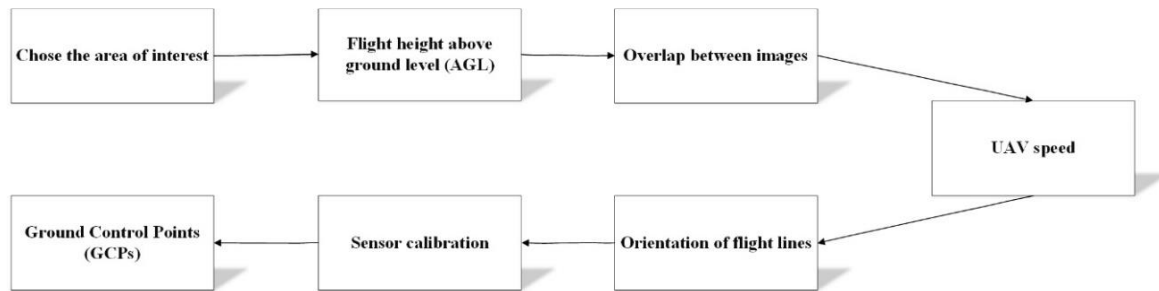 Chose the area of interest
Flight height above
ground level (AGL)
Overlap between images
UAV speed
Orientation of flight lines
Sensor calibration
Ground Control Points
(GCPs)